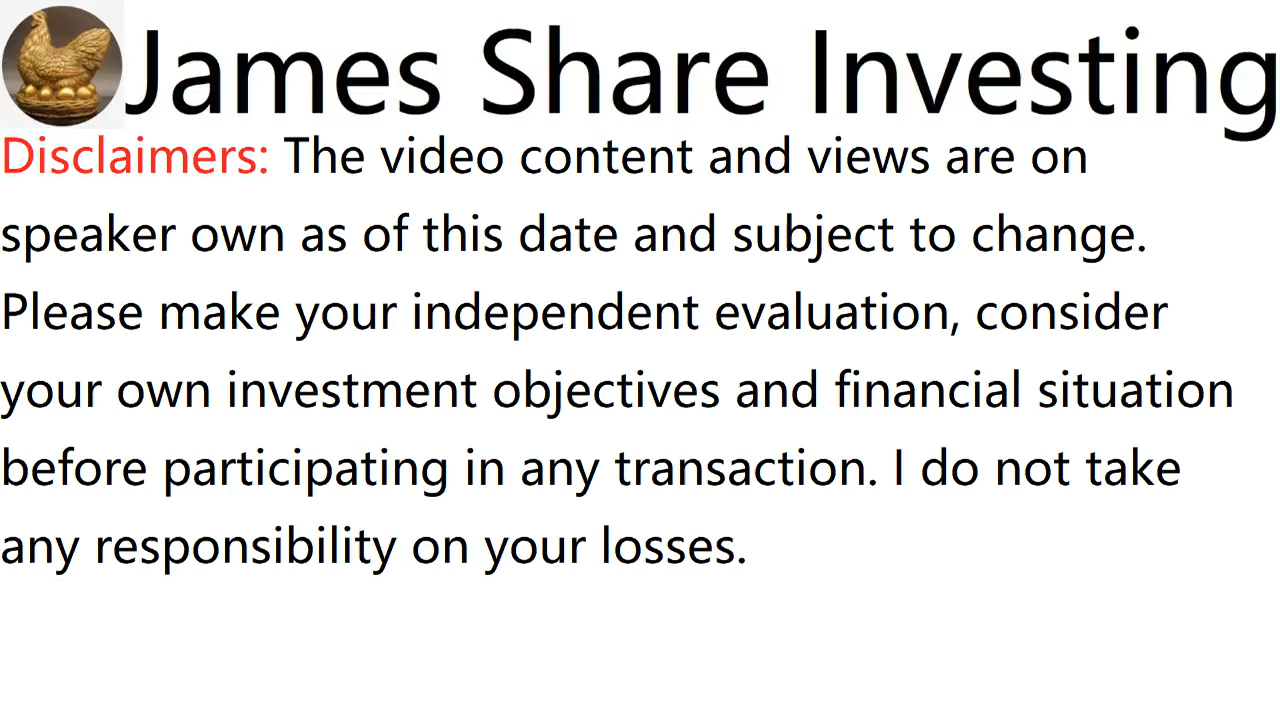 James Share Investing
Disclaimers: The video content and views are on
speaker own as of this date and subject to change.
Please make your independent evaluation, consider
your own investment objectives and financial situation
before participating in any transaction. I do not take
any responsibility on your losses.